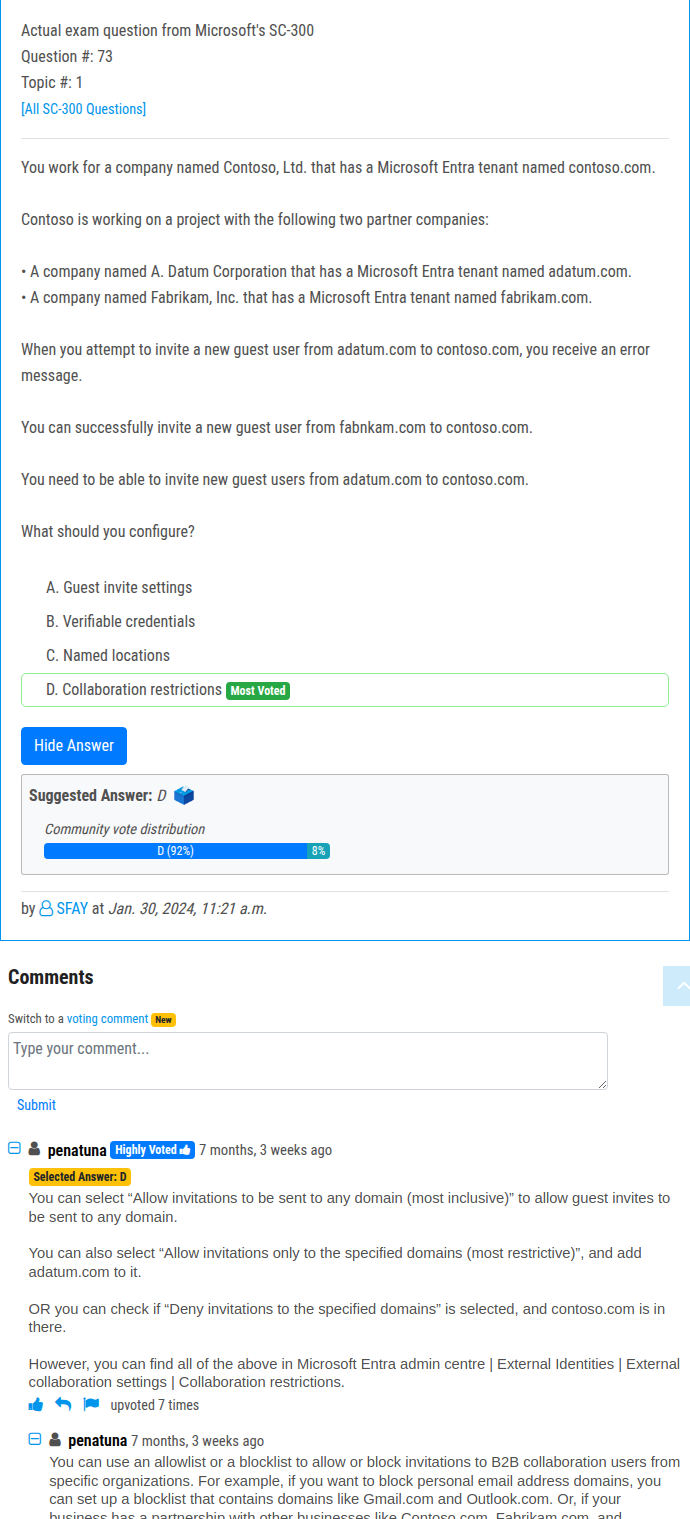 Actual exam question from Microsoft's SC-300
Question #: 73
Topic #: 1
[All SC-300 Questions]
You work for a company named Contoso, Ltd. that has a Microsoft Entra tenant named contoso.com.
Contoso is working on a project with the following two partner companies:
• A company named A. Datum Corporation that has a Microsoft Entra tenant named adatum.com.
• A company named Fabrikam, Inc. that has a Microsoft Entra tenant named fabrikam.com.
When you attempt to invite a new guest user from adatum.com to contoso.com, you receive an error
message.
You can successfully invite a new guest user from fabnkam.com to contoso.com.
You need to be able to invite new guest users from adatum.com to contoso.com.
What should you configure?
A. Guest invite settings
B. Verifiable credentials
C. Named locations
D. Collaboration restrictions Most Voted
Hide Answer
Suggested Answer: D
Community vote distribution
D (92%) 8%
by SFAY at Jan. 30, 2024, 11:21 a.m.
Comments
Switch to a voting comment New
Type your comment...
Submit
penatuna Highly Voted 7 months, 3 weeks ago
Selected Answer: D
You can select “Allow invitations to be sent to any domain (most inclusive)” to allow guest invites to
be sent to any domain.
You can also select “Allow invitations only to the specified domains (most restrictive)”, and add
adatum.com to it.
OR you can check if “Deny invitations to the specified domains” is selected, and contoso.com is in
there.
However, you can find all of the above in Microsoft Entra admin centre | External Identities | External
collaboration settings | Collaboration restrictions.
upvoted 7 times
penatuna 7 months, 3 weeks ago
You can use an allowlist or a blocklist to allow or block invitations to B2B collaboration users from
specific organizations. For example, if you want to block personal email address domains, you
can set up a blocklist that contains domains like Gmail.com and Outlook.com. Or, if your
business has a partnership with other businesses like Contoso.com, Fabrikam.com, and